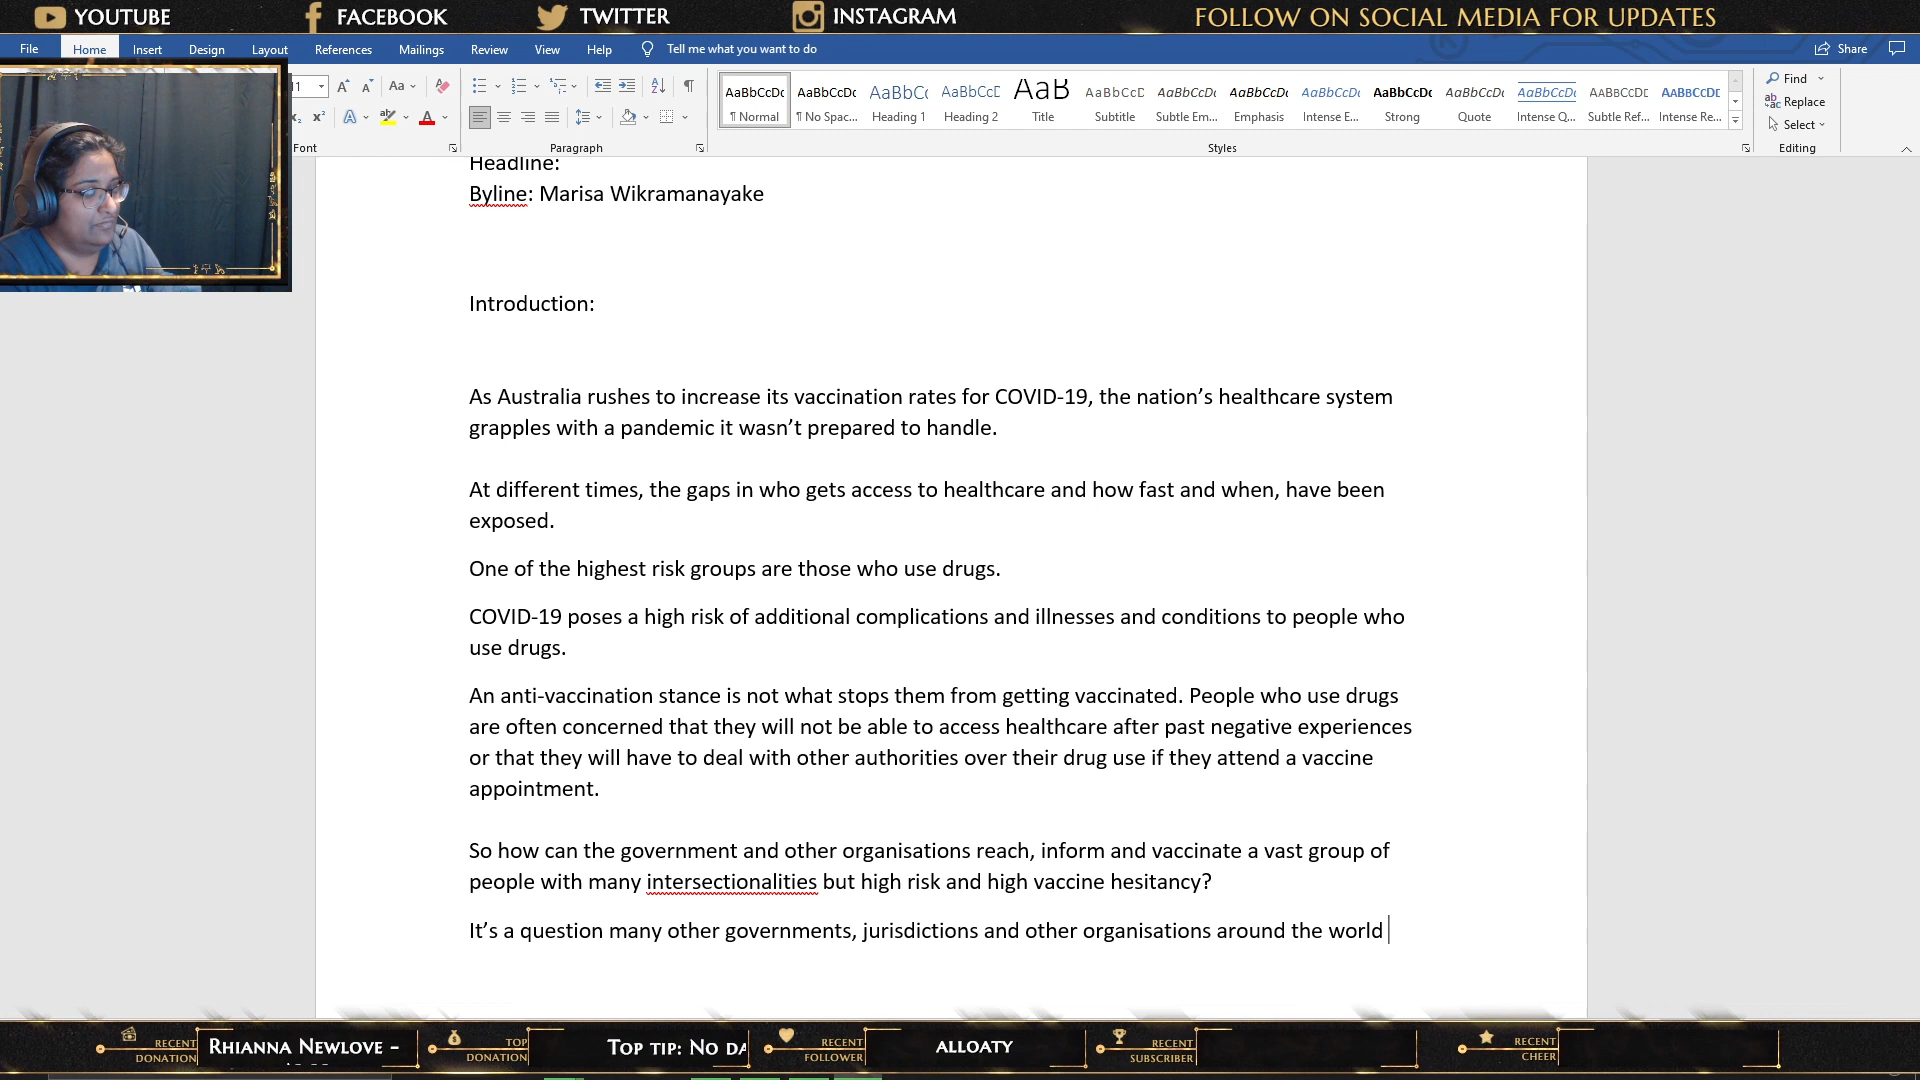 YOUTUBE FACEBOOK TWITTER INSTAGRAM FOLLOW ON SOCIAL MEDIA FOR UPDATES
File Home Insert Design Layout References Mailings Review View Help Tell me what you want to do Share
Aa Find
Replace
Select
AaBbCcDc AaBbCcDc AaBbC AaBbCcD AaB AaBbCcD AaBbCcDc AaBbCcDc AaBbCcDc AaBbCcDc AaBbCcDc AaBbCcDc AaBbCcDc AaBbCcDc
¶ Normal ¶ No Spac... Heading 1 Heading 2 Title Subtitle Subtle Em... Emphasis Intense E... Strong Quote Intense Q... Subtle Ref... Intense Re...
Font Paragraph Styles Editing
Headline:
Byline: Marisa Wikramanayake
Introduction:
As Australia rushes to increase its vaccination rates for COVID-19, the nation’s healthcare system
grapples with a pandemic it wasn’t prepared to handle.
At different times, the gaps in who gets access to healthcare and how fast and when, have been
exposed.
One of the highest risk groups are those who use drugs.
COVID-19 poses a high risk of additional complications and illnesses and conditions to people who
use drugs.
An anti-vaccination stance is not what stops them from getting vaccinated. People who use drugs
are often concerned that they will not be able to access healthcare after past negative experiences
or that they will have to deal with other authorities over their drug use if they attend a vaccine
appointment.
So how can the government and other organisations reach, inform and vaccinate a vast group of
people with many intersectionalities but high risk and high vaccine hesitancy?
It’s a question many other governments, jurisdictions and other organisations around the world
RECENT DONATION RHIANNA NEWLOVE -
TOP DONATION TOP TIP: NO DA
RECENT FOLLOWER ALLOATY
RECENT SUBSCRIBER
RECENT CHEER